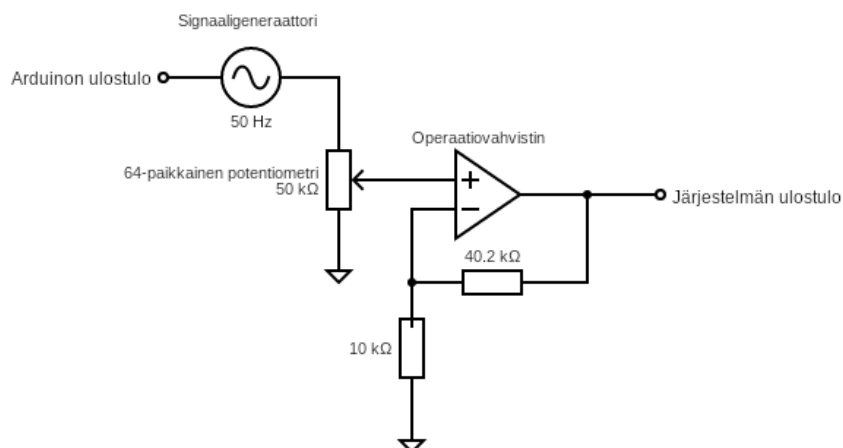 Signaaligeneraattori
Arduinon ulostulo
50 Hz
Operaatiovahvistin
64-paikkainen potentiometri
50 kΩ
Järjestelmän ulostulo
40.2 kΩ
10 kΩ